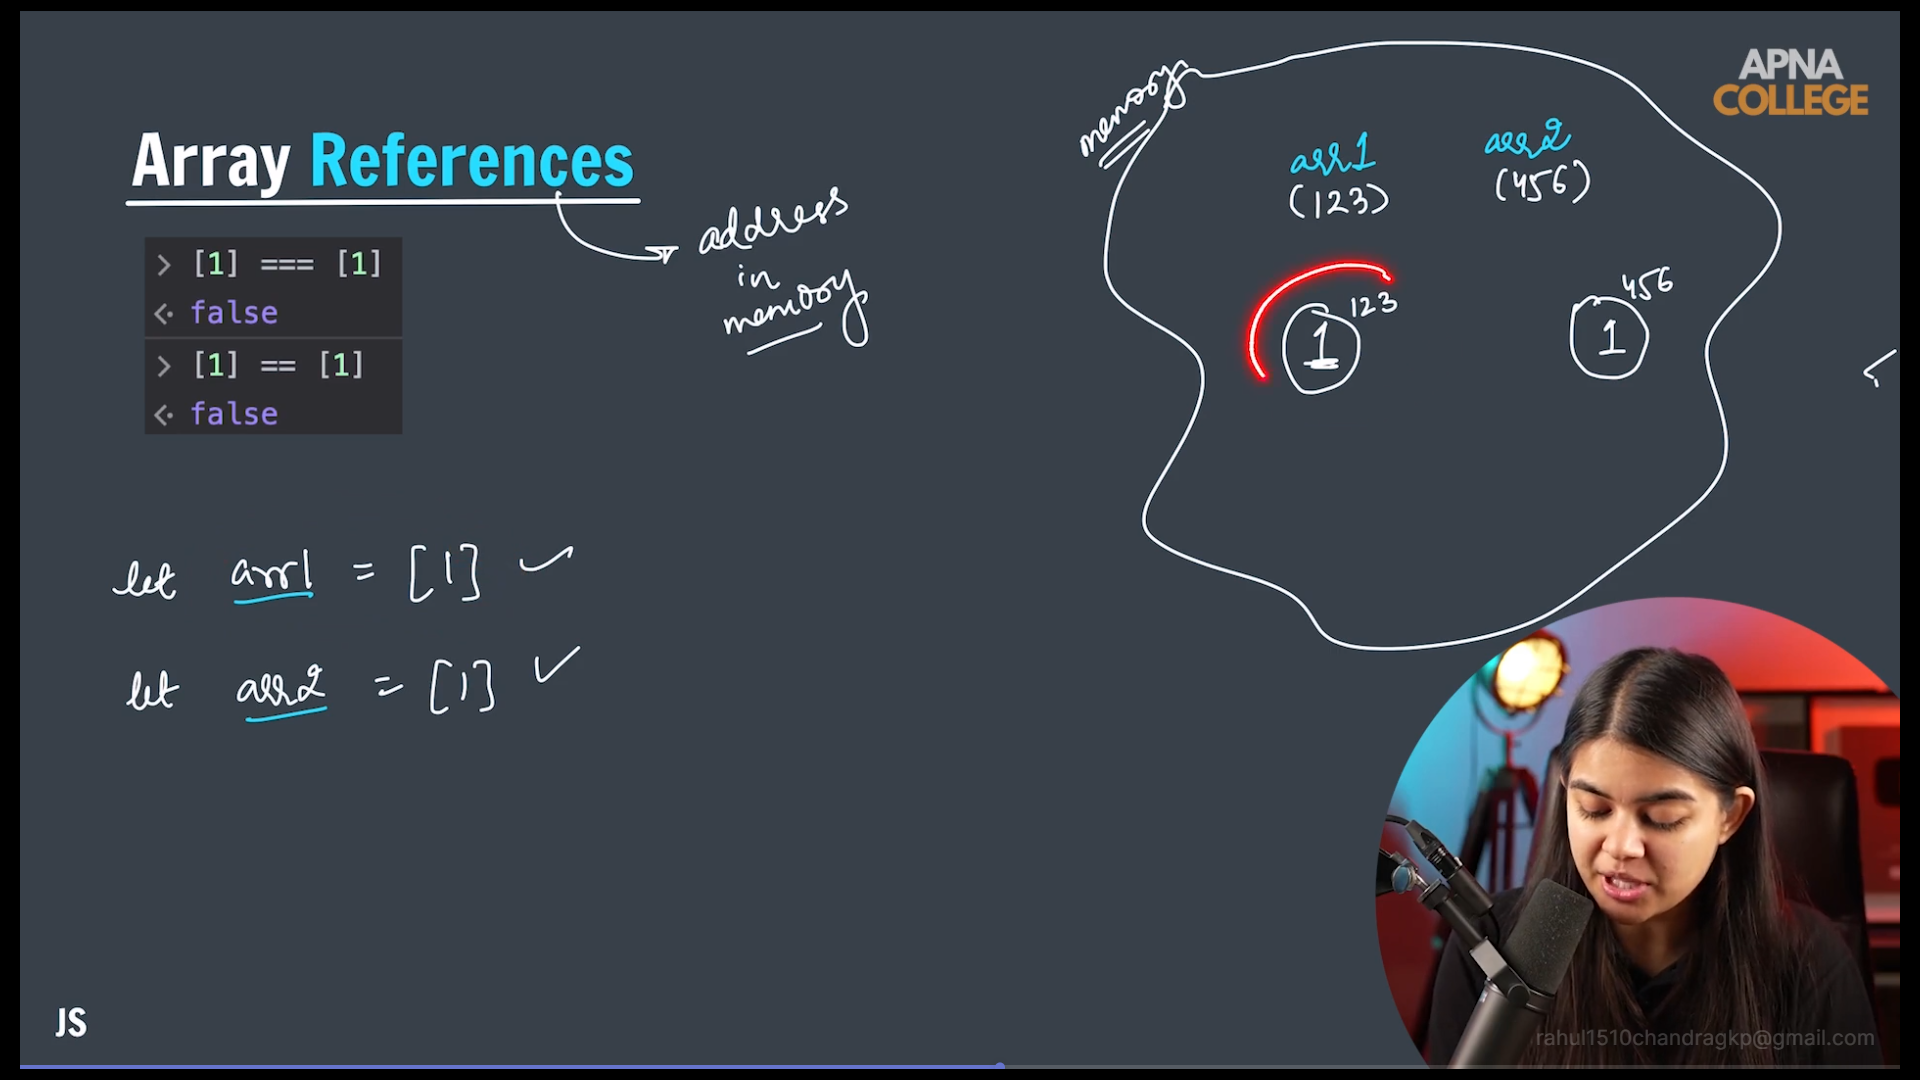 APNA
COLLEGE
Array References
address
in
memory
> [1] === [1]
false
> [1] == [1]
false
memory
arr1
(123)
arr2
(456)
1 123
1 456
let arr1 = [1]
let arr2 = [1]
JS
rahul1510chandragkp@gmail.com